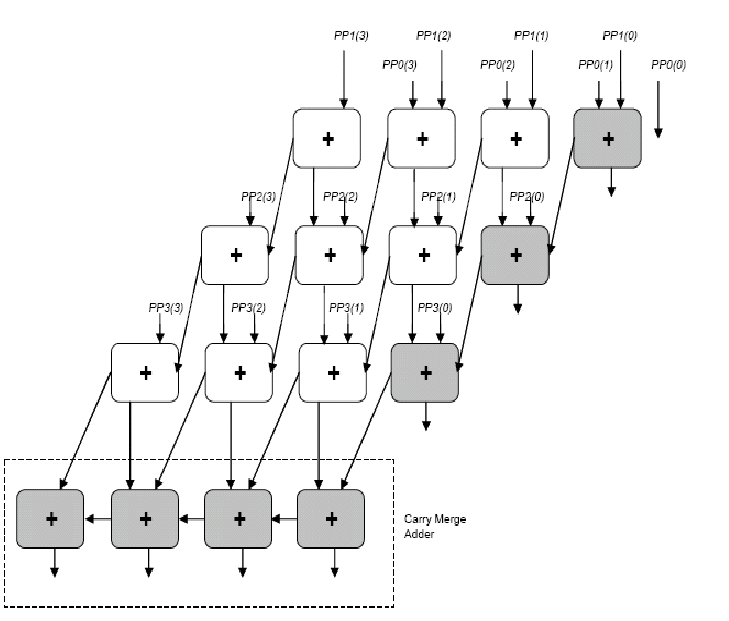 PP1(3) PP1(2) PP1(1) PP1(0)
PP0(3) PP0(2) PP0(1) PP0(0)
+ + + +
PP2(3) PP2(2) PP2(1) PP2(0)
+ + + +
PP3(3) PP3(2) PP3(1) PP3(0)
+ + + +
+ + + +
Carry Merge
Adder